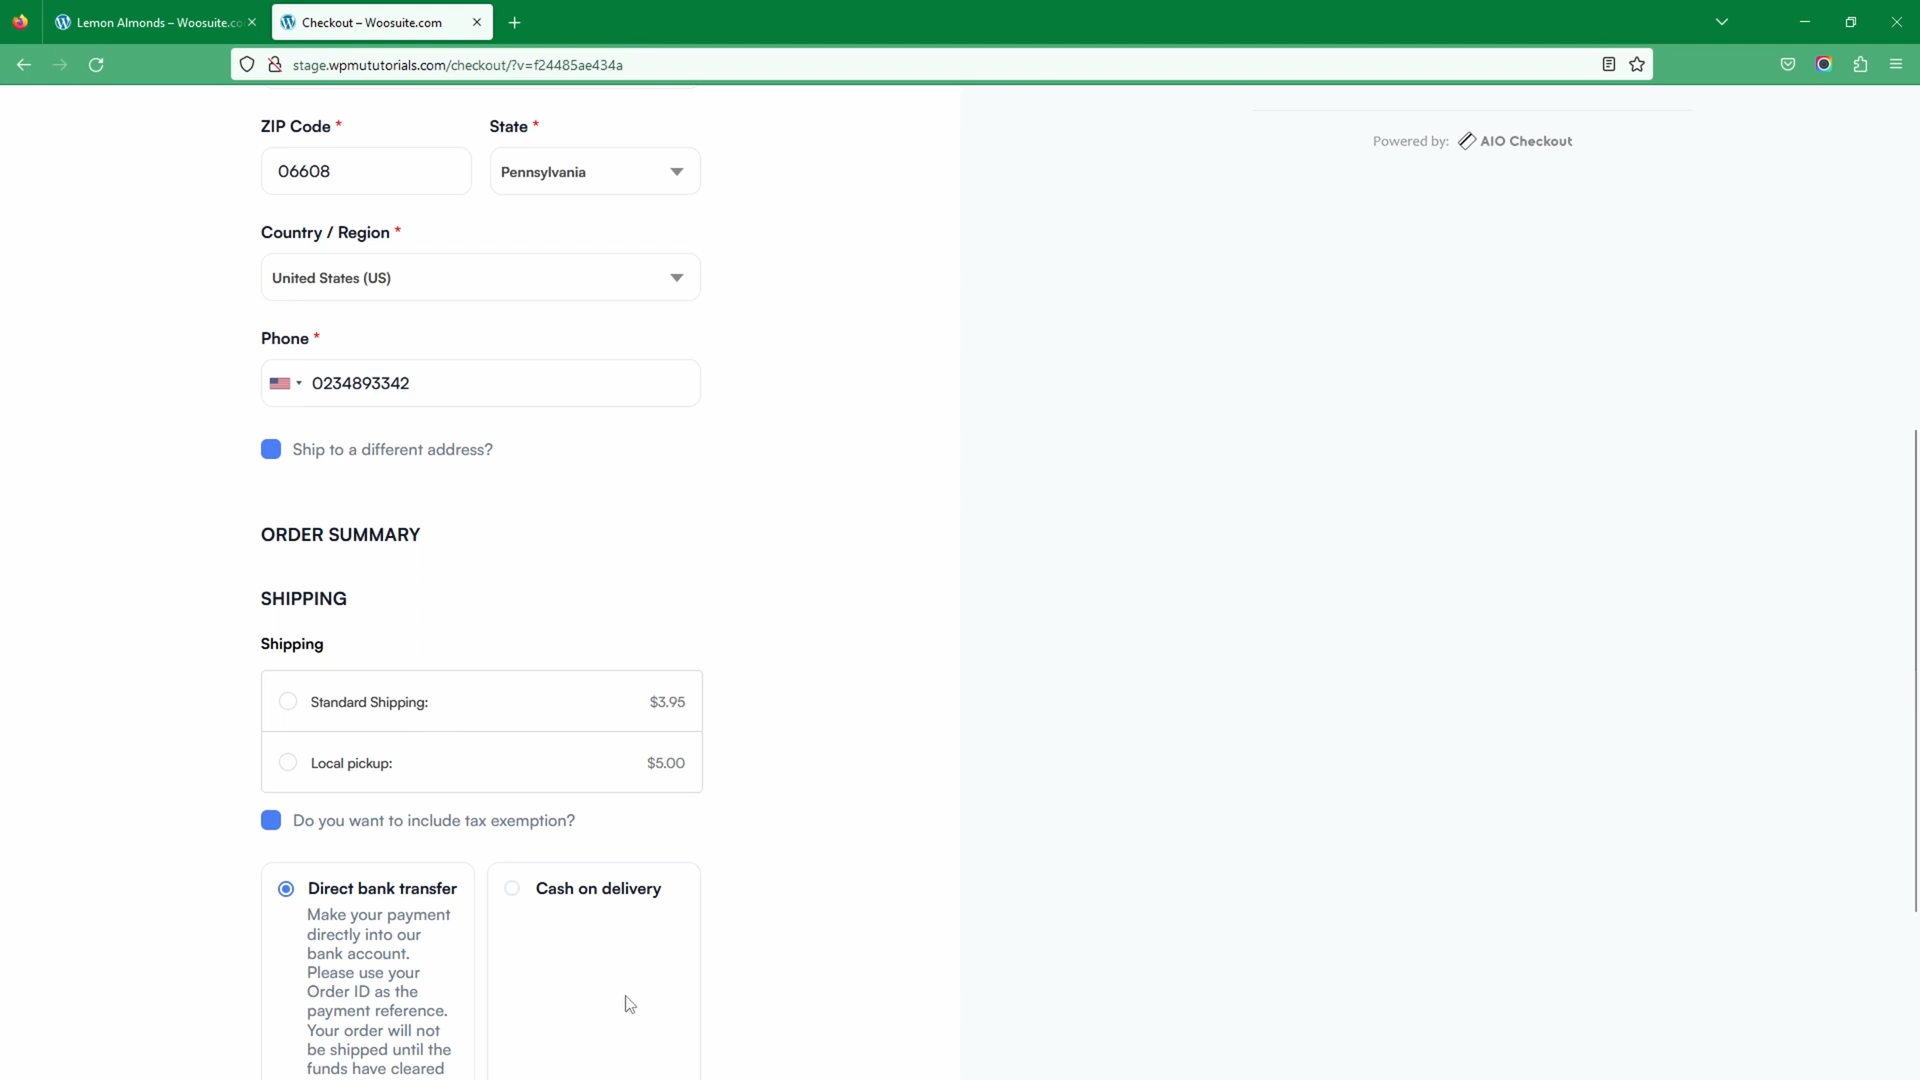 Lemon Almonds – Woosuite.co
Checkout – Woosuite.com
stage.wpmututorials.com/checkout/?v=f24485ae434a
ZIP Code *
State *
06608
Pennsylvania
Country / Region *
United States (US)
Phone *
0234893342
Ship to a different address?
ORDER SUMMARY
SHIPPING
Shipping
Standard Shipping:
$3.95
Local pickup:
$5.00
Do you want to include tax exemption?
Direct bank transfer
Make your payment
directly into our
bank account.
Please use your
Order ID as the
payment reference.
Your order will not
be shipped until the
funds have cleared
Cash on delivery
Powered by: AIO Checkout